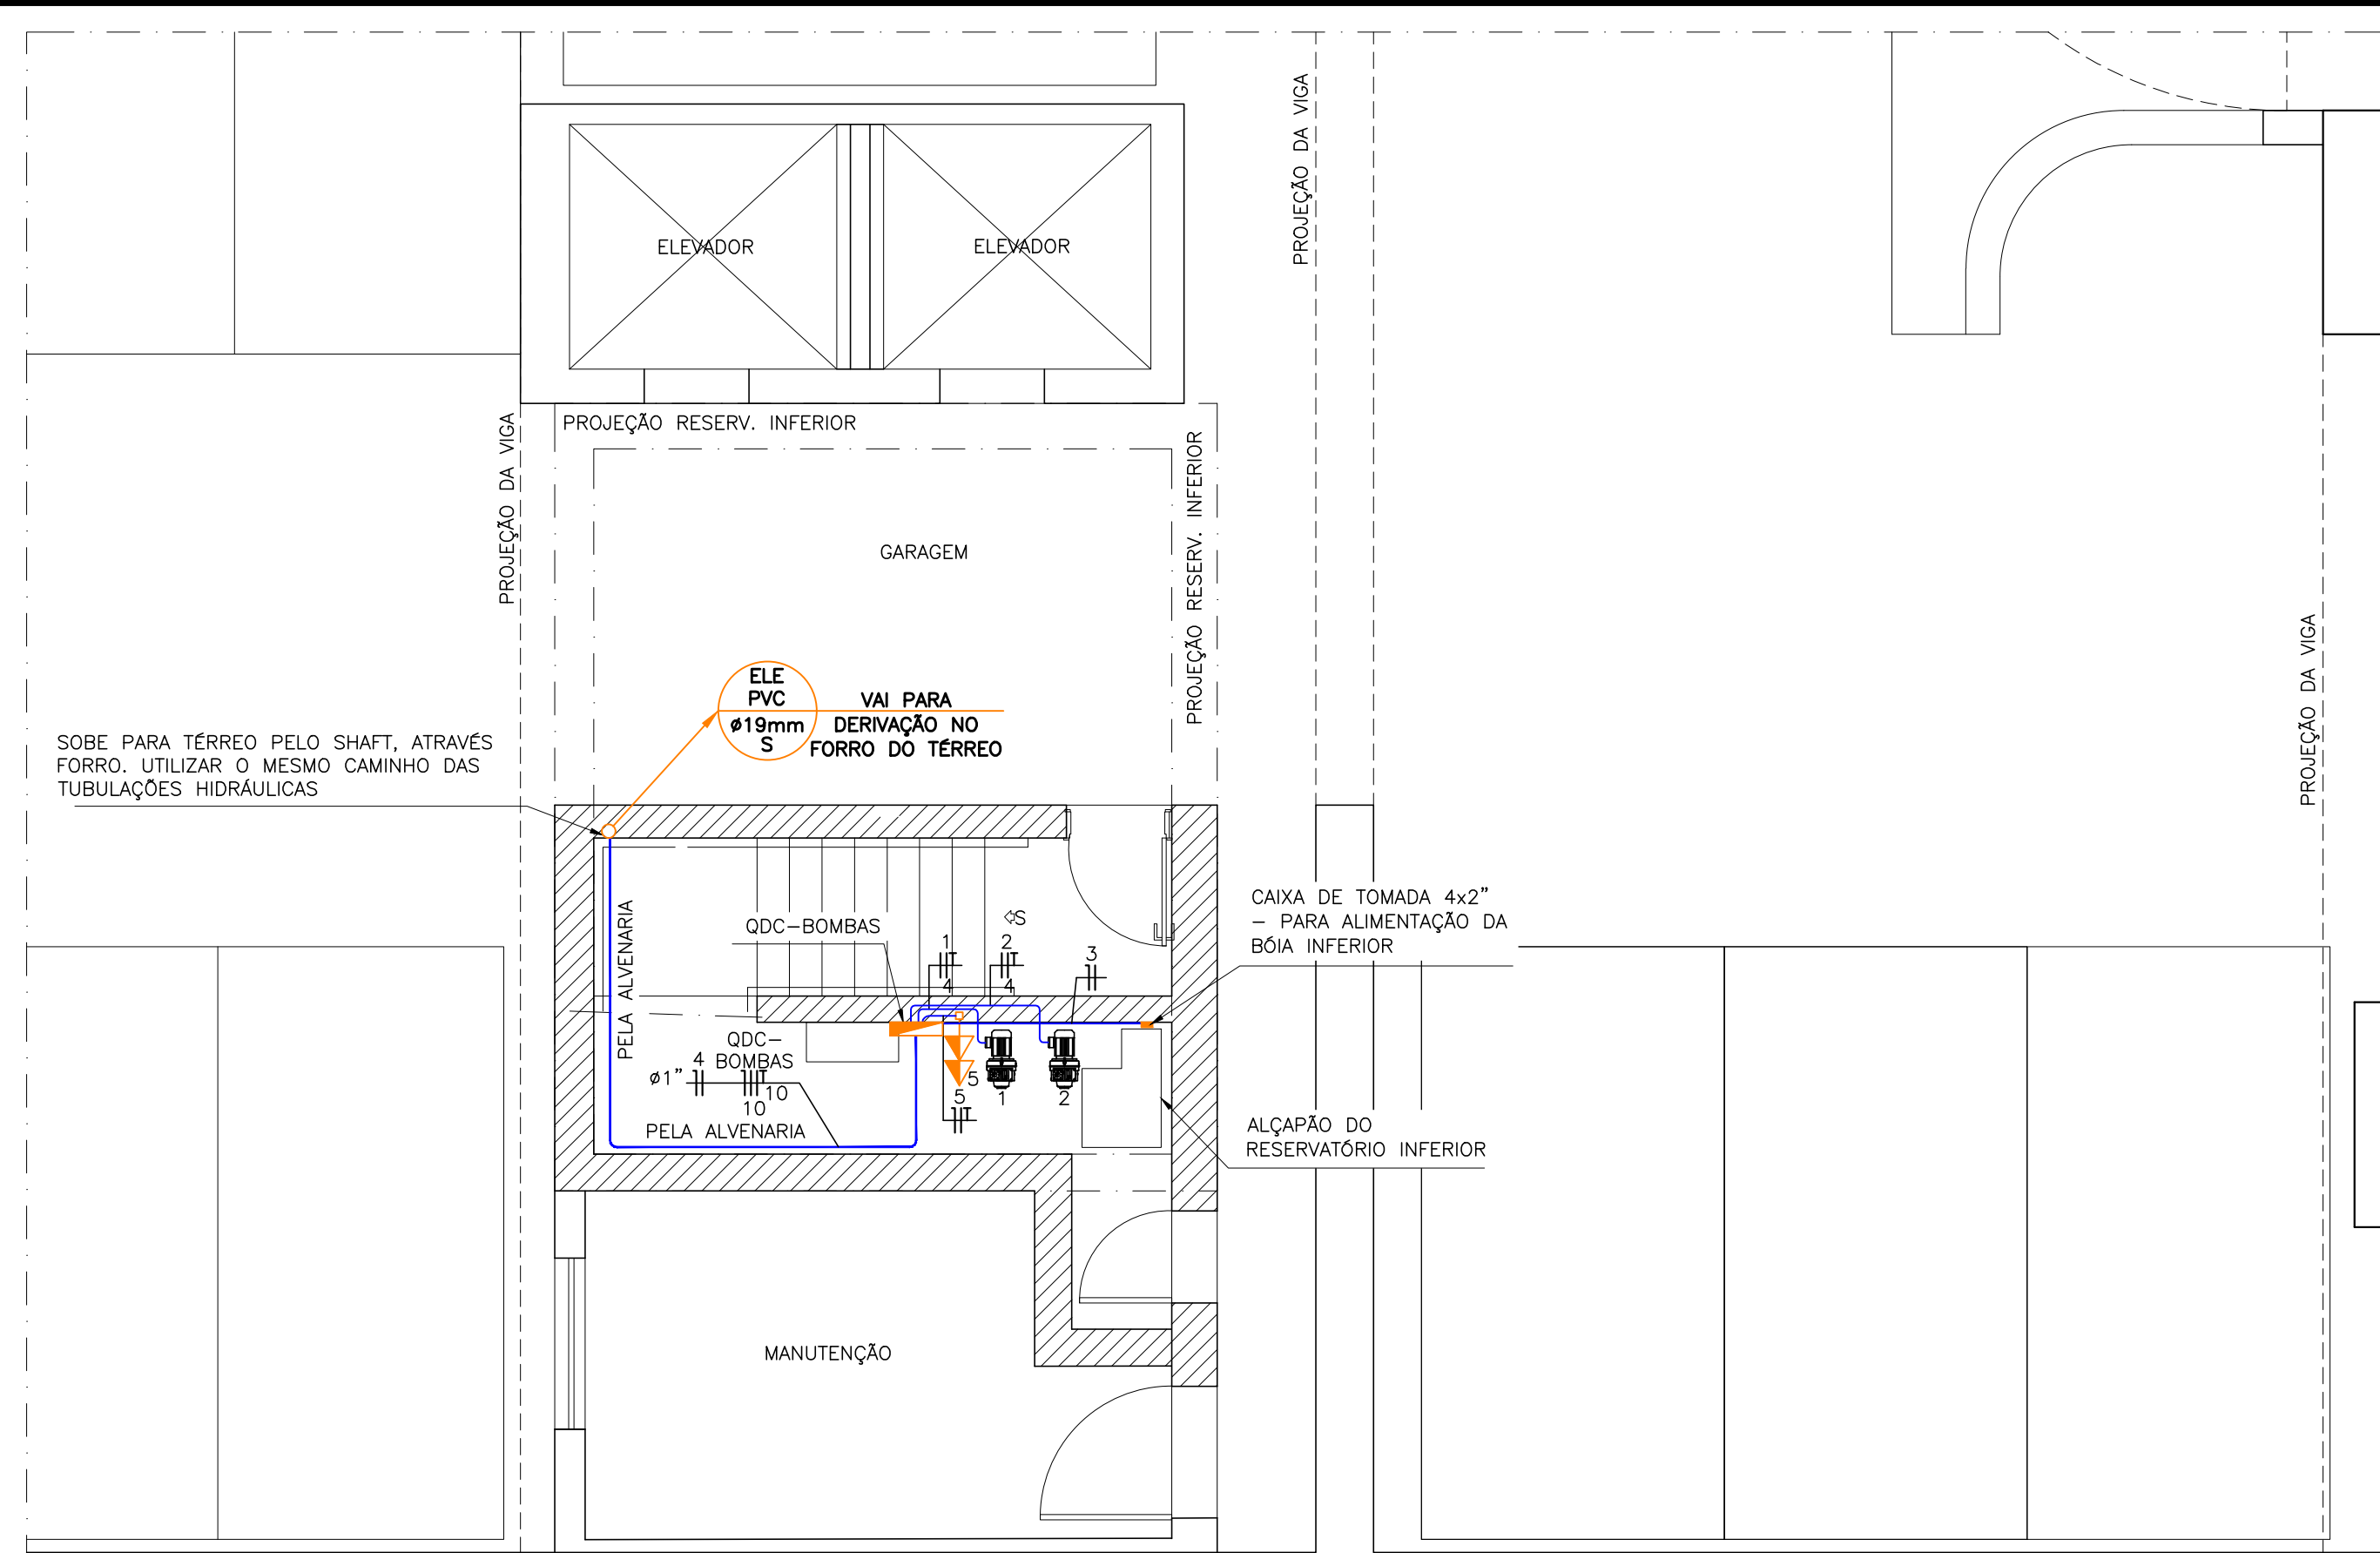 PROJEÇÃO DA VIGA
ELEVADOR
ELEVADOR
PROJEÇÃO RESERV. INFERIOR
PROJEÇÃO DA VIGA
PROJEÇÃO RESERV. INFERIOR
GARAGEM
PROJEÇÃO DA VIGA
ELE
PVC
ø19mm
S
VAI PARA
DERIVAÇÃO NO
FORRO DO TÉRREO
SOBE PARA TÉRREO PELO SHAFT, ATRAVÉS
FORRO. UTILIZAR O MESMO CAMINHO DAS
TUBULAÇÕES HIDRÁULICAS
CAIXA DE TOMADA 4x2"
- PARA ALIMENTAÇÃO DA
BÓIA INFERIOR
PELA ALVENARIA
QDC-BOMBAS
S
1
2
3
4
4
QDC-
BOMBAS
4
ø1"
10
10
5
5
1
2
PELA ALVENARIA
ALÇAPÃO DO
RESERVATÓRIO INFERIOR
MANUTENÇÃO